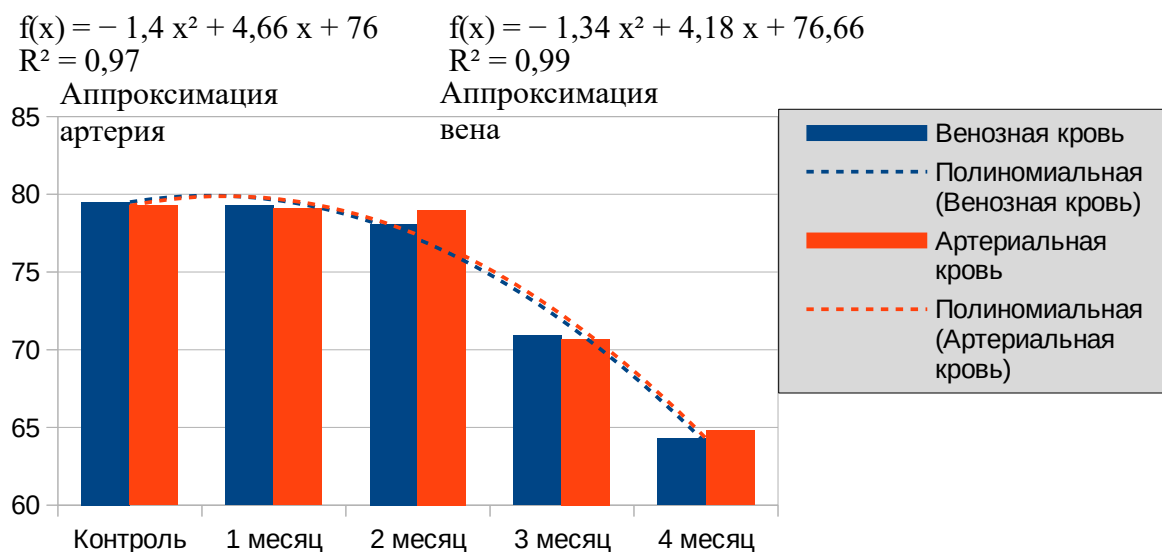 f(x) = − 1,4 x² + 4,66 x + 76
R² = 0,97
Аппроксимация
артерия
f(x) = − 1,34 x² + 4,18 x + 76,66
R² = 0,99
Аппроксимация
вена
85
80
75
70
65
60
Контроль
1 месяц
2 месяц
3 месяц
4 месяц
Венозная кровь
Полиномиальная
(Венозная кровь)
Артериальная
кровь
Полиномиальная
(Артериальная
кровь)